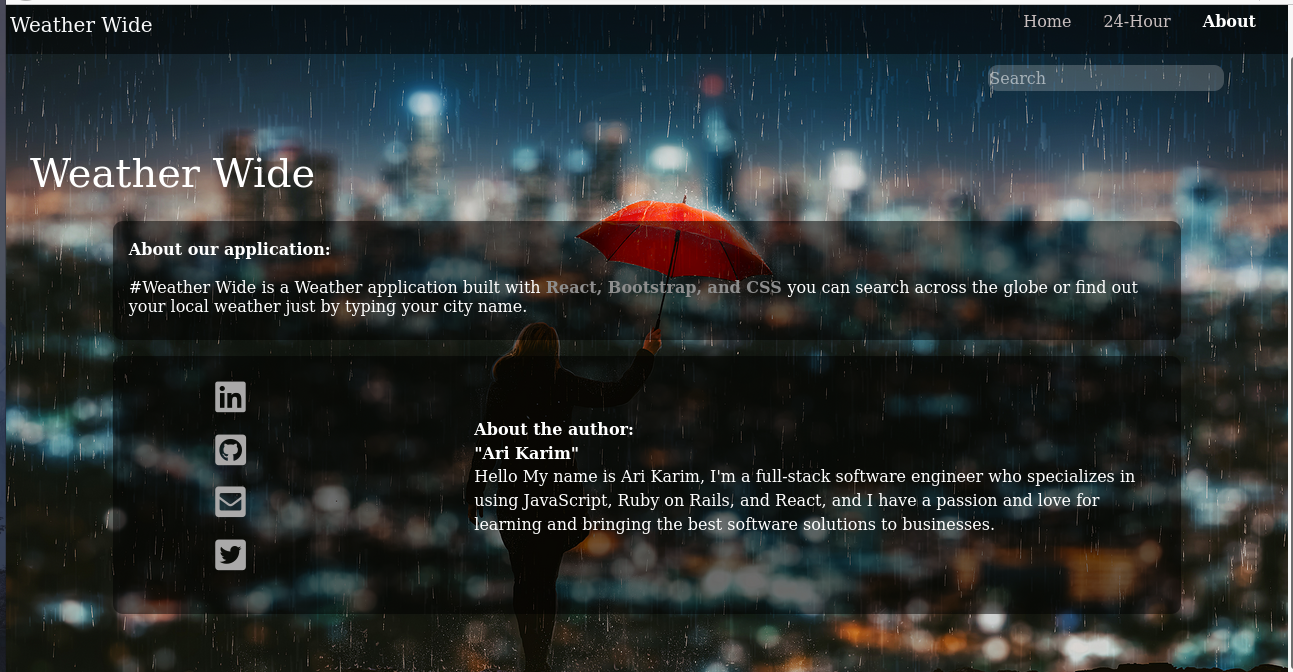 Weather Wide
Home 24-Hour About
Search
Weather Wide
About our application:
#Weather Wide is a Weather application built with React, Bootstrap, and CSS you can search across the globe or find out
your local weather just by typing your city name.
in
About the author:
"Ari Karim"
Hello My name is Ari Karim, I'm a full-stack software engineer who specializes in
using JavaScript, Ruby on Rails, and React, and I have a passion and love for
learning and bringing the best software solutions to businesses.